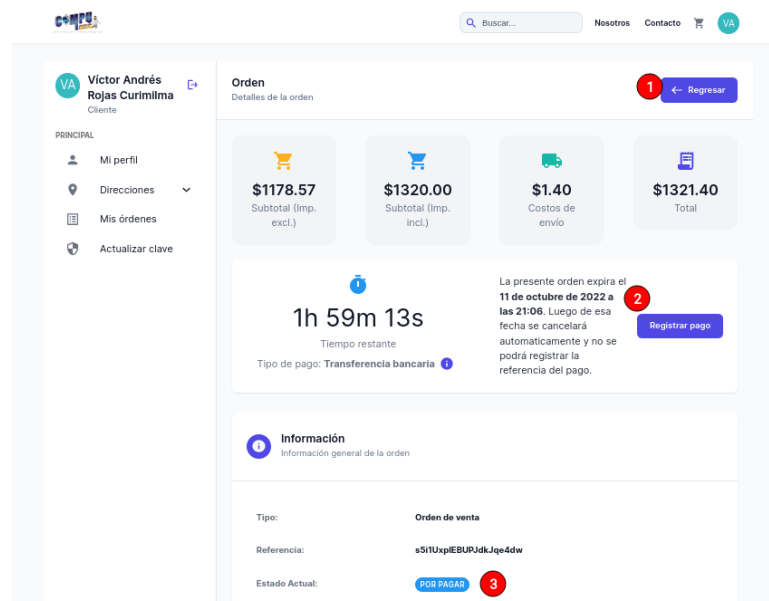 COMPU
Buscar...
Nosotros
Contacto
VA
VA
Víctor Andrés
Rojas Curimilma
Cliente
PRINCIPAL
Mi perfil
Direcciones
Mis órdenes
Actualizar clave
Orden
Detalles de la orden
1
Regresar
$1178.57
Subtotal (Imp.
excl.)
$1320.00
Subtotal (Imp.
incl.)
$1.40
Costos de
envío
$1321.40
Total
1h 59m 13s
Tiempo restante
Tipo de pago: Transferencia bancaria
La presente orden expira el
11 de octubre de 2022 a
las 21:06. Luego de esa
fecha se cancelará
automaticamente y no se
podrá registrar la
referencia del pago.
2
Registrar pago
Información
Información general de la orden
Tipo:
Orden de venta
Referencia:
Estado Actual:
POR PAGAR
3